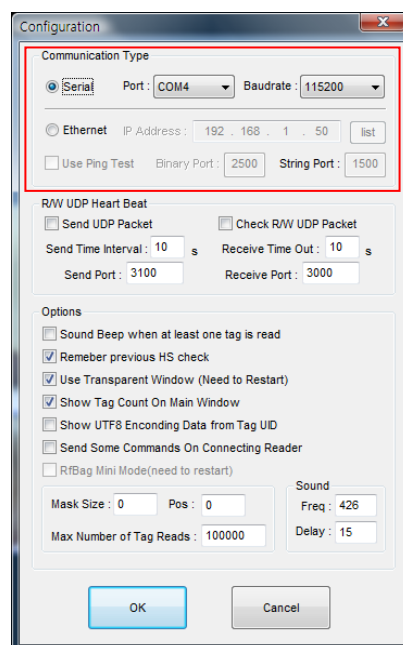 Configuration
Communication Type
Serial Port : COM4 Baudrate : 115200
Ethernet IP Address : 192 . 168 . 1 . 50 list
Use Ping Test Binary Port : 2500 String Port : 1500
R/W UDP Heart Beat
Send UDP Packet Check R/W UDP Packet
Send Time Interval : 10 s Receive Time Out : 10 s
Send Port : 3100 Receive Port : 3000
Options
Sound Beep when at least one tag is read
Remeber previous HS check
Use Transparent Window (Need to Restart)
Show Tag Count On Main Window
Show UTF8 Enconding Data from Tag UID
Send Some Commands On Connecting Reader
RfBag Mini Mode(need to restart)
Sound
Mask Size : 0 Pos : 0 Freq : 426
Max Number of Tag Reads : 100000 Delay : 15
OK Cancel